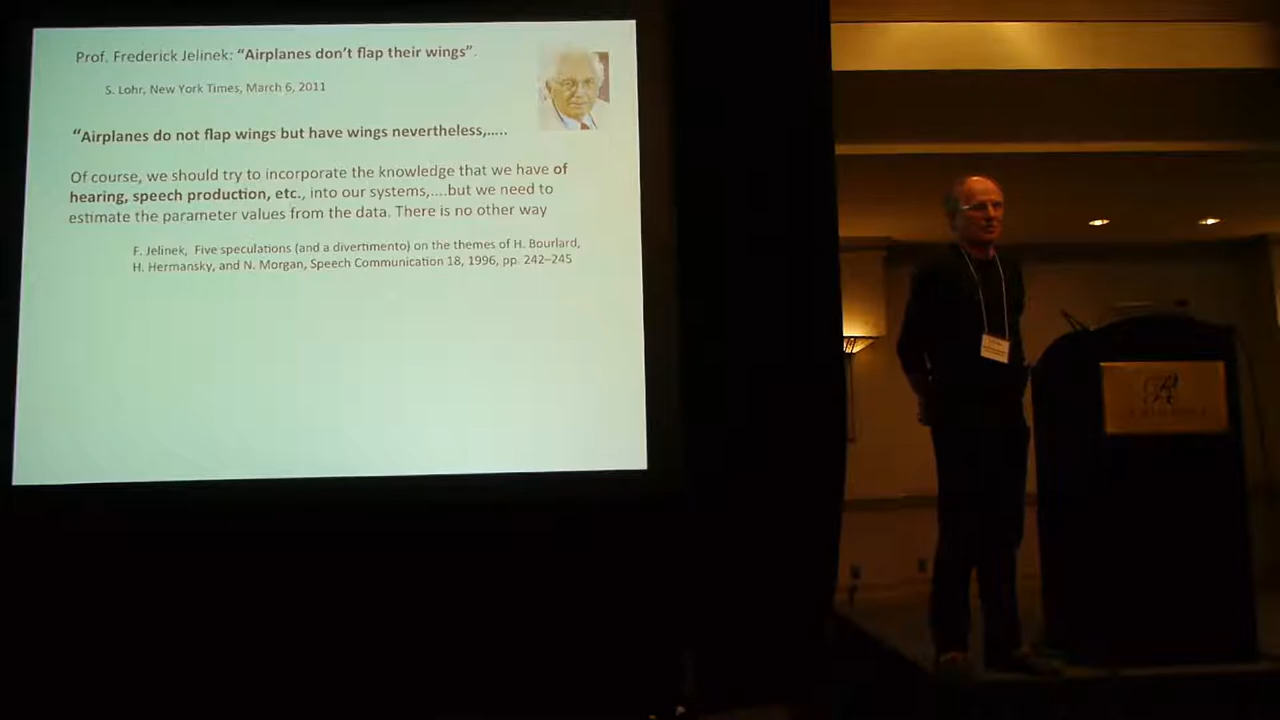 Prof. Frederick Jelinek: “Airplanes don’t flap their wings”.
S. Lohr, New York Times, March 6, 2011
“Airplanes do not flap wings but have wings nevertheless,…..
Of course, we should try to incorporate the knowledge that we have of
hearing, speech production, etc., into our systems,….but we need to
estimate the parameter values from the data. There is no other way
F. Jelinek, Five speculations (and a divertimento) on the themes of H. Bourlard,
H. Hermansky, and N. Morgan, Speech Communication 18, 1996, pp. 242–245